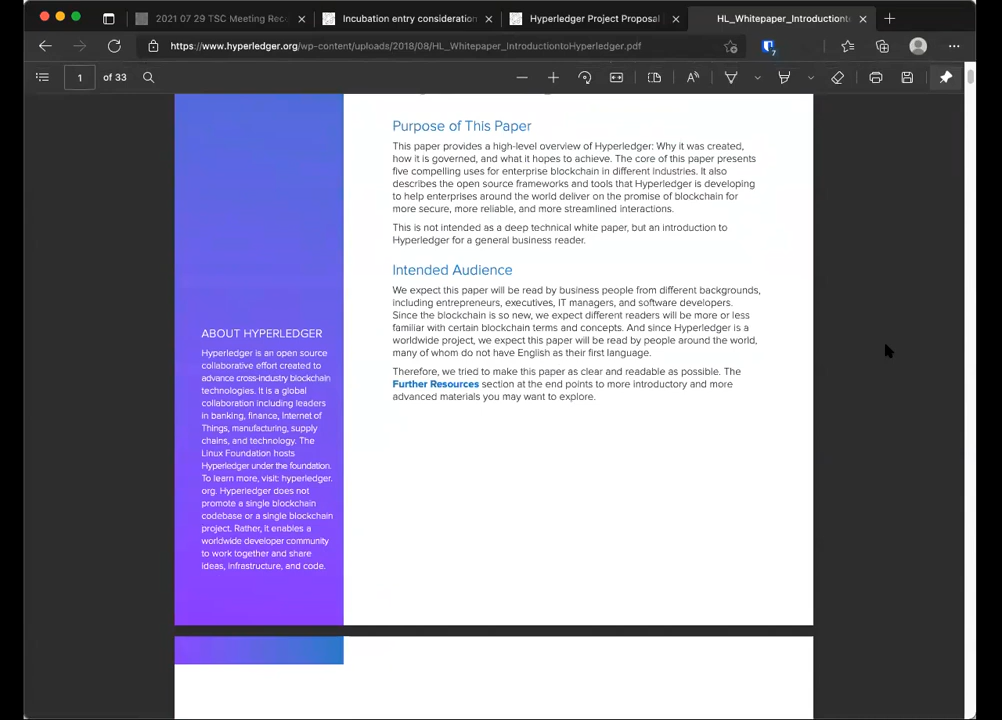 2021 07 29 TSC Meeting Rec
Incubation entry consideration
Hyperledger Project Proposal
HL_Whitepaper_Introductiont
https://www.hyperledger.org/wp-content/uploads/2018/08/HL_Whitepaper_IntroductiontoHyperledger.pdf
7
1 of 33
Purpose of This Paper
This paper provides a high-level overview of Hyperledger: Why it was created,
how it is governed, and what it hopes to achieve. The core of this paper presents
five compelling uses for enterprise blockchain in different industries. It also
describes the open source frameworks and tools that Hyperledger is developing
to help enterprises around the world deliver on the promise of blockchain for
more secure, more reliable, and more streamlined interactions.
This is not intended as a deep technical white paper, but an introduction to
Hyperledger for a general business reader.
Intended Audience
We expect this paper will be read by business people from different backgrounds,
including entrepreneurs, executives, IT managers, and software developers.
Since the blockchain is so new, we expect different readers will be more or less
familiar with certain blockchain terms and concepts. And since Hyperledger is a
worldwide project, we expect this paper will be read by people around the world,
many of whom do not have English as their first language.
Therefore, we tried to make this paper as clear and readable as possible. The
Further Resources section at the end points to more introductory and more
advanced materials you may want to explore.
ABOUT HYPERLEDGER
Hyperledger is an open source
collaborative effort created to
advance cross-industry blockchain
technologies. It is a global
collaboration including leaders
in banking, finance, Internet of
Things, manufacturing, supply
chains, and technology. The
Linux Foundation hosts
Hyperledger under the foundation.
To learn more, visit: hyperledger.
org. Hyperledger does not
promote a single blockchain
codebase or a single blockchain
project. Rather, it enables a
worldwide developer community
to work together and share
ideas, infrastructure, and code.